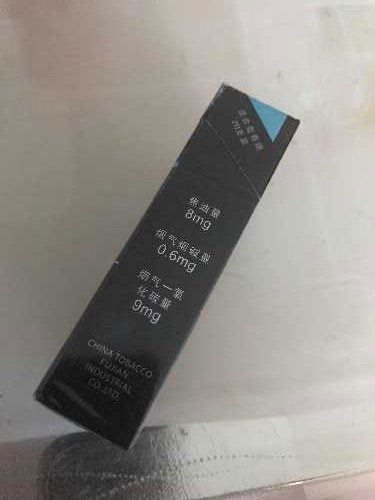 焦油量
8mg
烟气烟碱量
0.6mg
烟气一氧
化碳量
9mg
CHINA TOBACCO
FUJIAN
INDUSTRIAL
CO.,LTD.